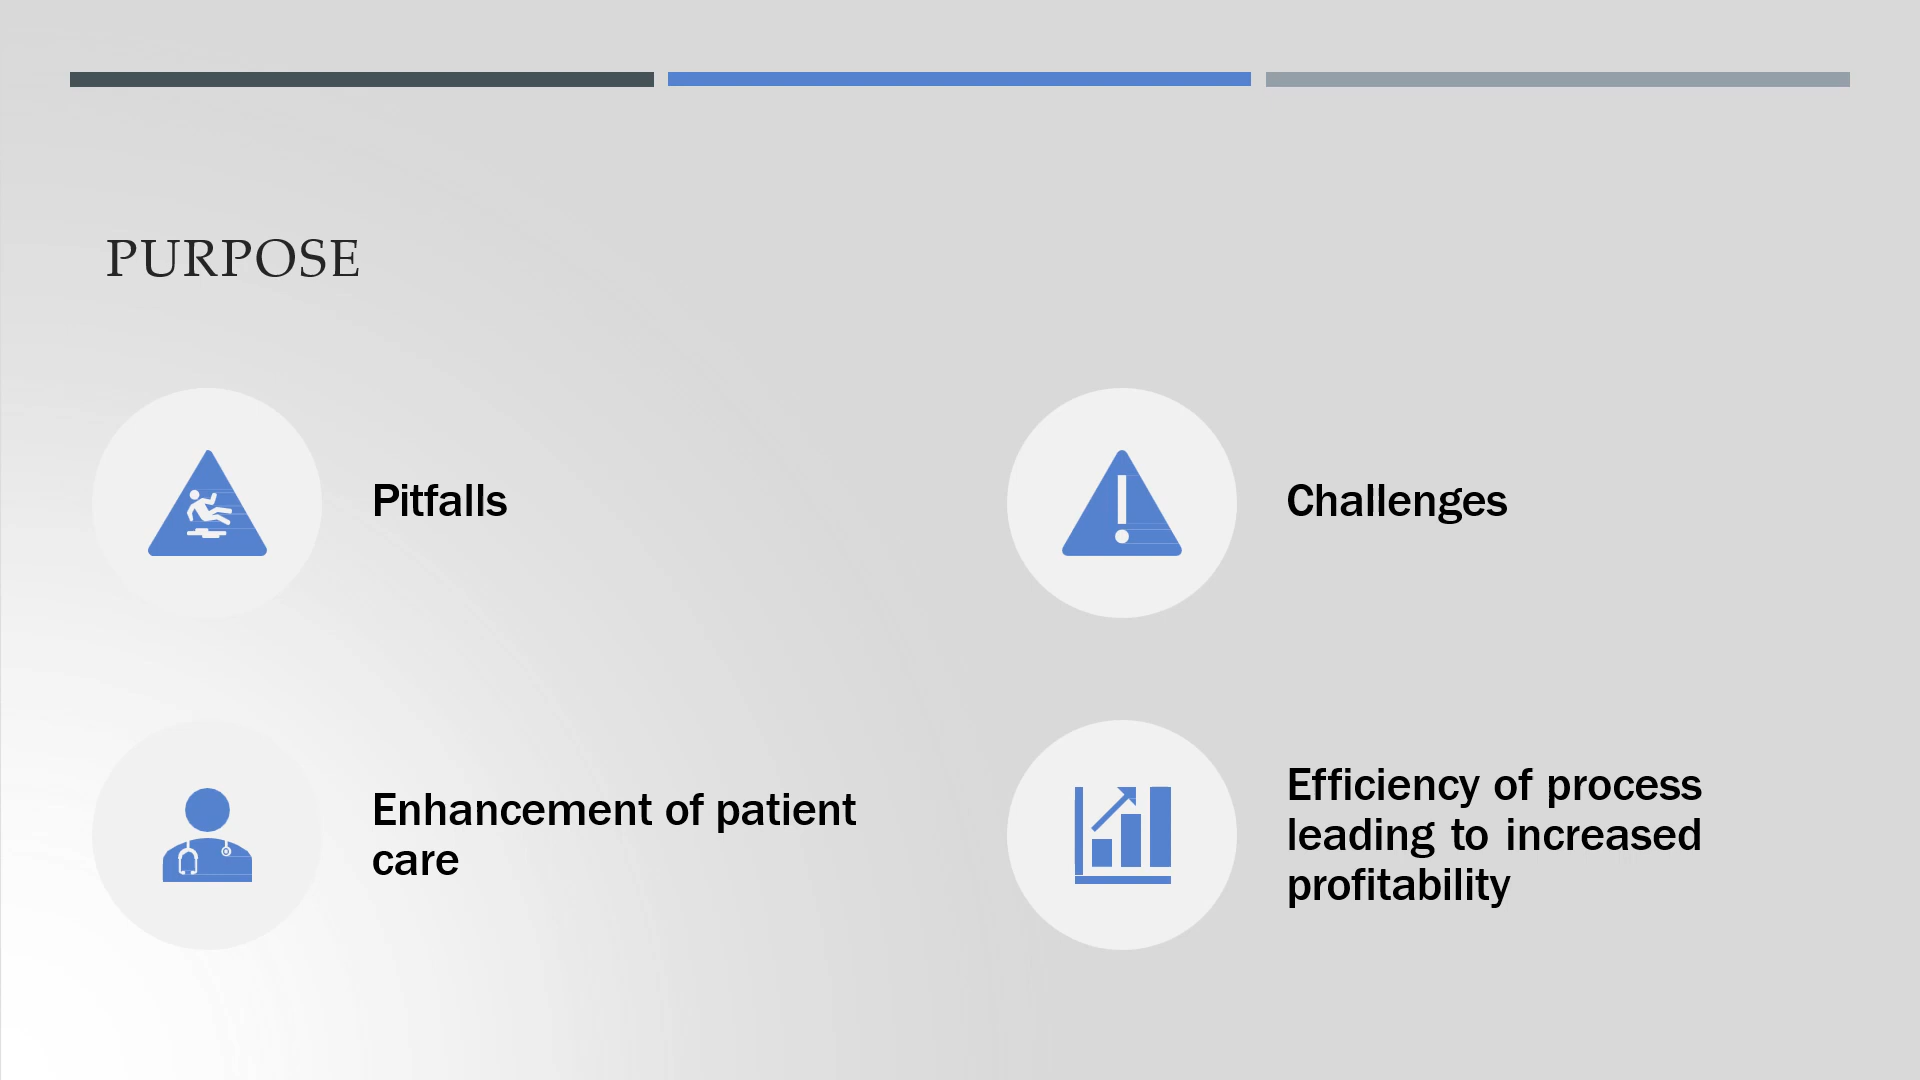 PURPOSE
Pitfalls
Challenges
Enhancement of patient
care
Efficiency of process
leading to increased
profitability